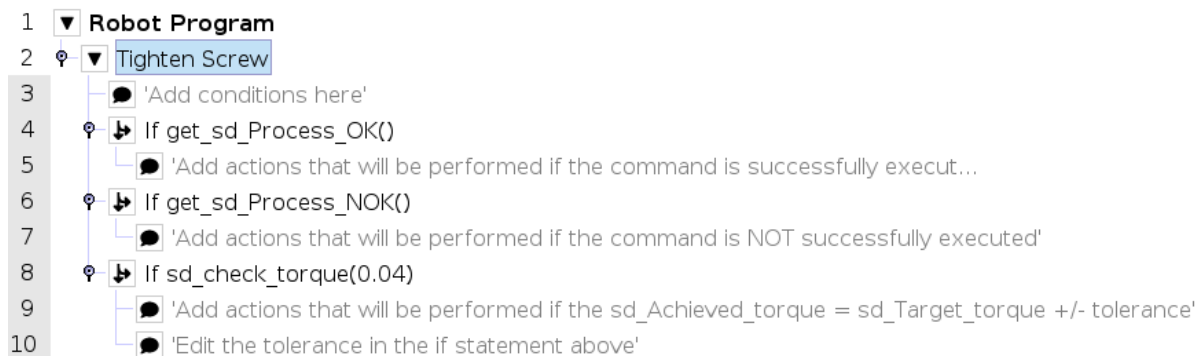 1 Robot Program
2 Tighten Screw
3 'Add conditions here'
4 If get_sd_Process_OK()
5 'Add actions that will be performed if the command is successfully execut...
6 If get_sd_Process_NOK()
7 'Add actions that will be performed if the command is NOT successfully executed'
8 If sd_check_torque(0.04)
9 'Add actions that will be performed if the sd_Achieved_torque = sd_Target_torque +/- tolerance'
10 'Edit the tolerance in the if statement above'